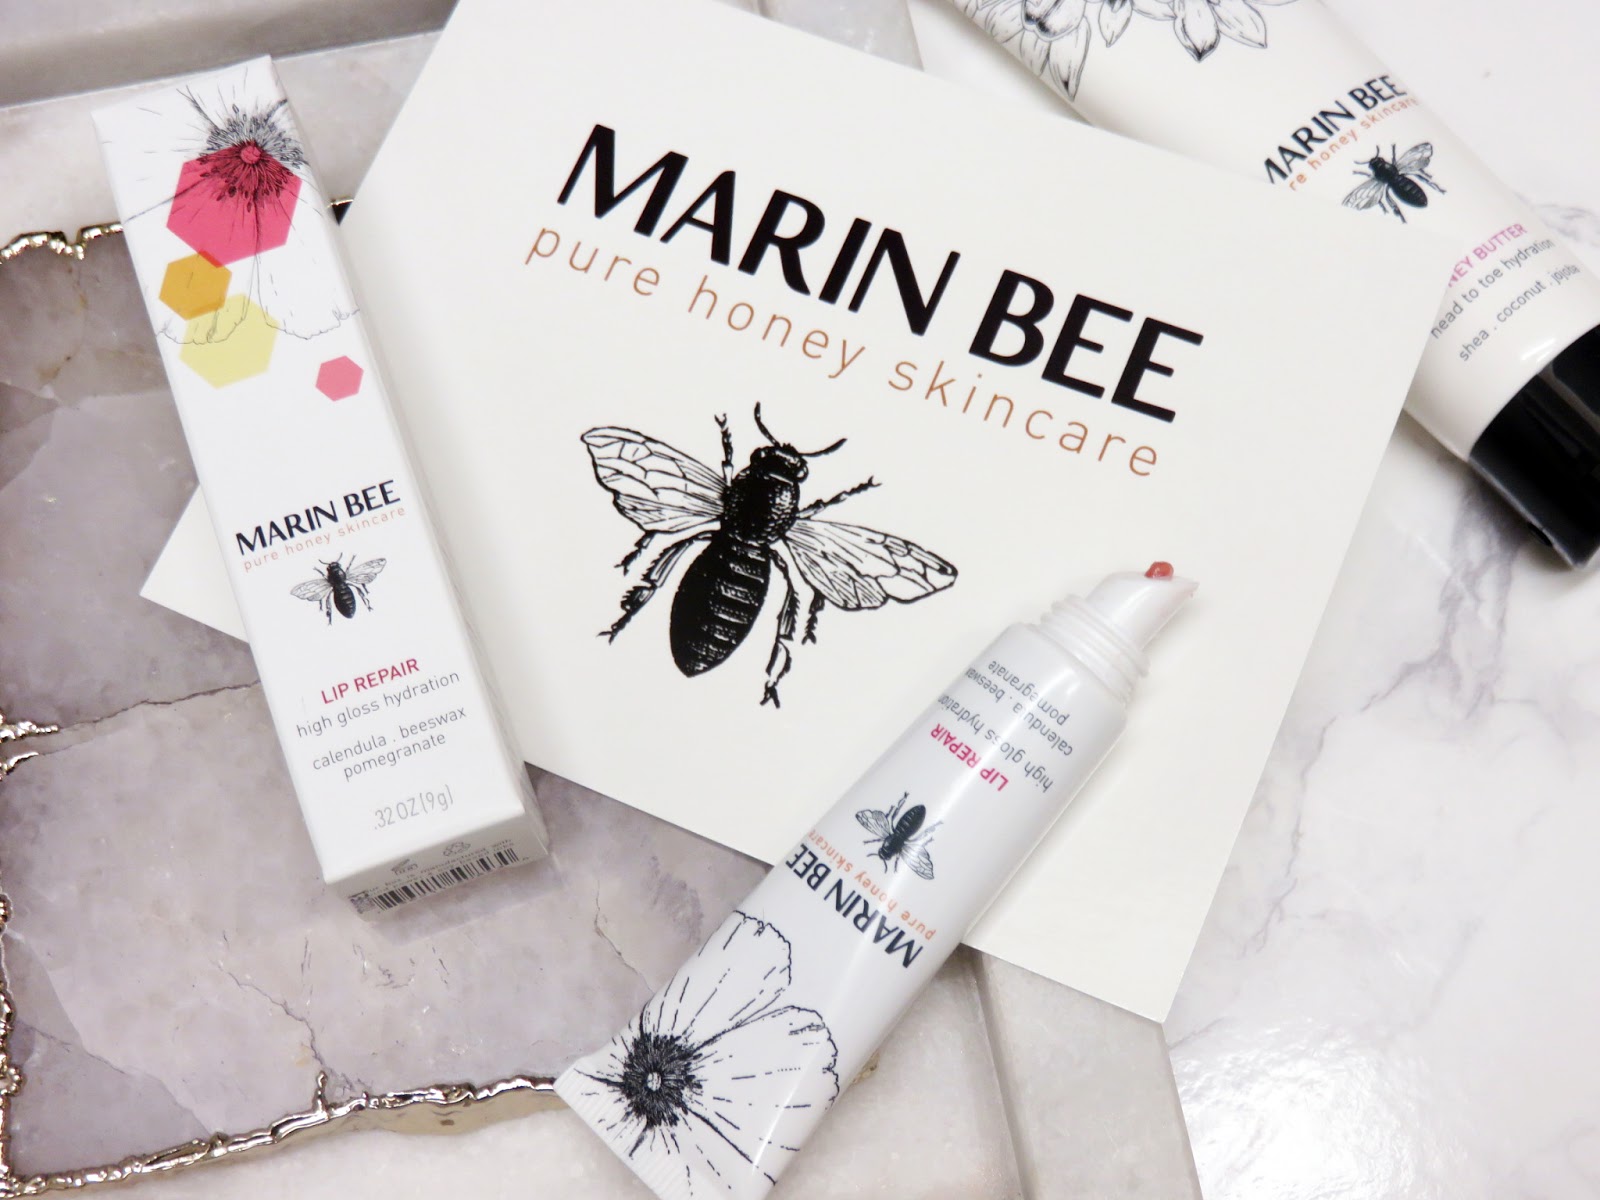 MARIN BEE
pure honey skincare
MARIN BEE
pure honey skincare
LIP REPAIR
high gloss hydration
calendula . beeswax
pomegranate
.32 OZ (9g)
MARIN BEE
honey skincare
BUTTER
head to toe hydration
shea . coconut . jojoba
MARIN BEE
pure honey skincare
LIP REPAIR
high gloss hydration
calendula . beeswax
pomegranate